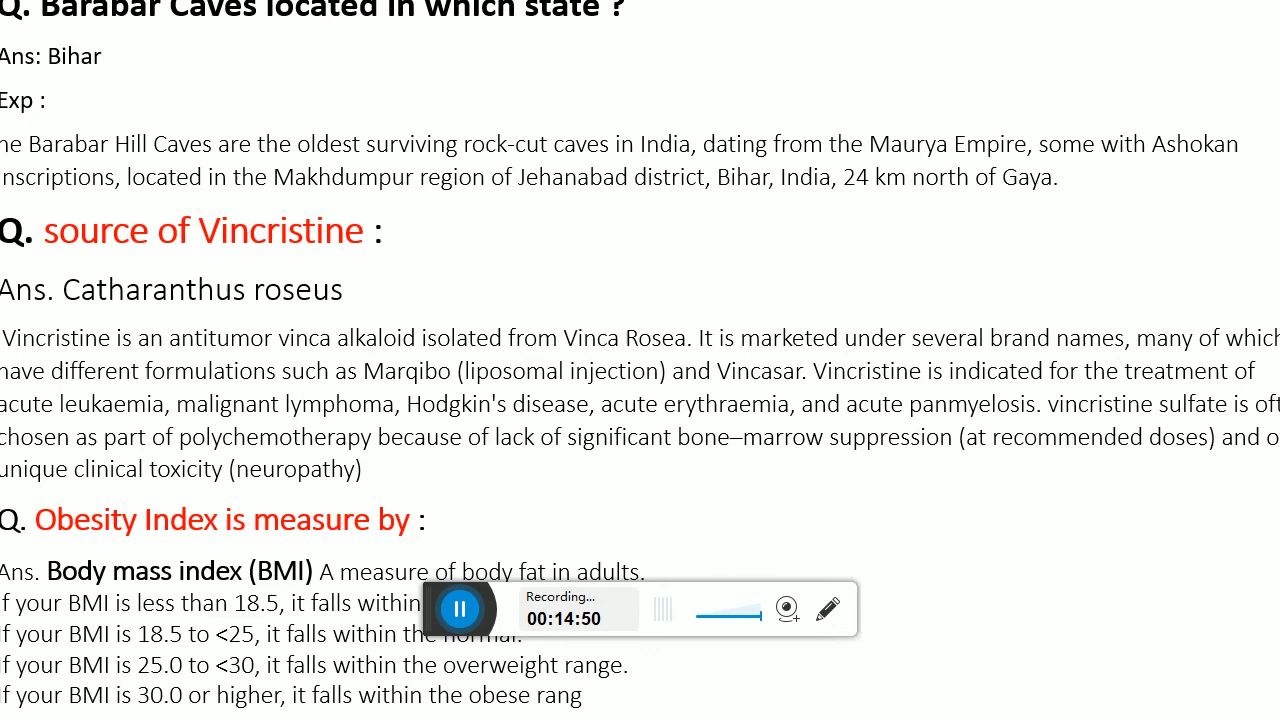 Q. Barabar Caves located in which state ?
Ans: Bihar
Exp :
he Barabar Hill Caves are the oldest surviving rock-cut caves in India, dating from the Maurya Empire, some with Ashokan
nscriptions, located in the Makhdumpur region of Jehanabad district, Bihar, India, 24 km north of Gaya.
Q. source of Vincristine :
Ans. Catharanthus roseus
Vincristine is an antitumor vinca alkaloid isolated from Vinca Rosea. It is marketed under several brand names, many of which
have different formulations such as Marqibo (liposomal injection) and Vincasar. Vincristine is indicated for the treatment of
acute leukaemia, malignant lymphoma, Hodgkin's disease, acute erythraemia, and acute panmyelosis. vincristine sulfate is oft
chosen as part of polychemotherapy because of lack of significant bone–marrow suppression (at recommended doses) and o
unique clinical toxicity (neuropathy)
Q. Obesity Index is measure by :
Ans. Body mass index (BMI) A measure of body fat in adults.
If your BMI is less than 18.5, it falls within
If your BMI is 18.5 to <25, it falls within the normal.
If your BMI is 25.0 to <30, it falls within the overweight range.
If your BMI is 30.0 or higher, it falls within the obese rang
Recording...
00:14:50